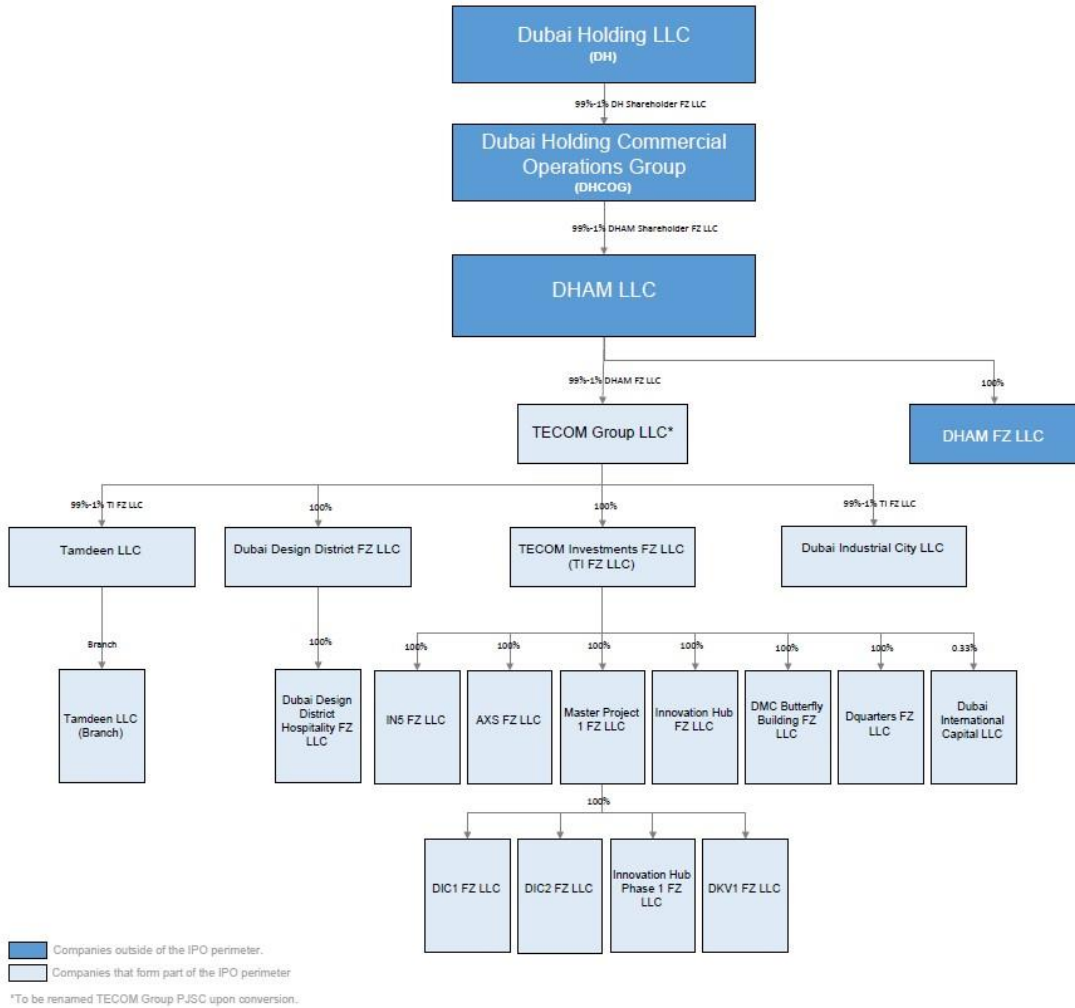 Dubai Holding LLC
(DH)
99%-1% DH Shareholder FZ LLC
Dubai Holding Commercial
Operations Group
(DHCOG)
99%-1% DHAM Shareholder FZ LLC
DHAM LLC
99%-1% DHAM FZ LLC
100%
TECOM Group LLC*
DHAM FZ LLC
99%-1% TI FZ LLC
100%
100%
99%-1% TI FZ LLC
Tamdeen LLC
Dubai Design District FZ LLC
TECOM Investments FZ LLC
(TI FZ LLC)
Dubai Industrial City LLC
Branch
100%
100%
100%
100%
100%
100%
100%
0.33%
Tamdeen LLC
(Branch)
Dubai Design
District
Hospitality FZ
LLC
IN5 FZ LLC
AXS FZ LLC
Master Project
1 FZ LLC
Innovation Hub
FZ LLC
DMC Butterfly
Building FZ
LLC
Dquarters FZ
LLC
Dubai
International
Capital LLC
100%
DIC1 FZ LLC
DIC2 FZ LLC
Innovation Hub
Phase 1 FZ
LLC
DKV1 FZ LLC
Companies outside of the IPO perimeter.
Companies that form part of the IPO perimeter
*To be renamed TECOM Group PJSC upon conversion.